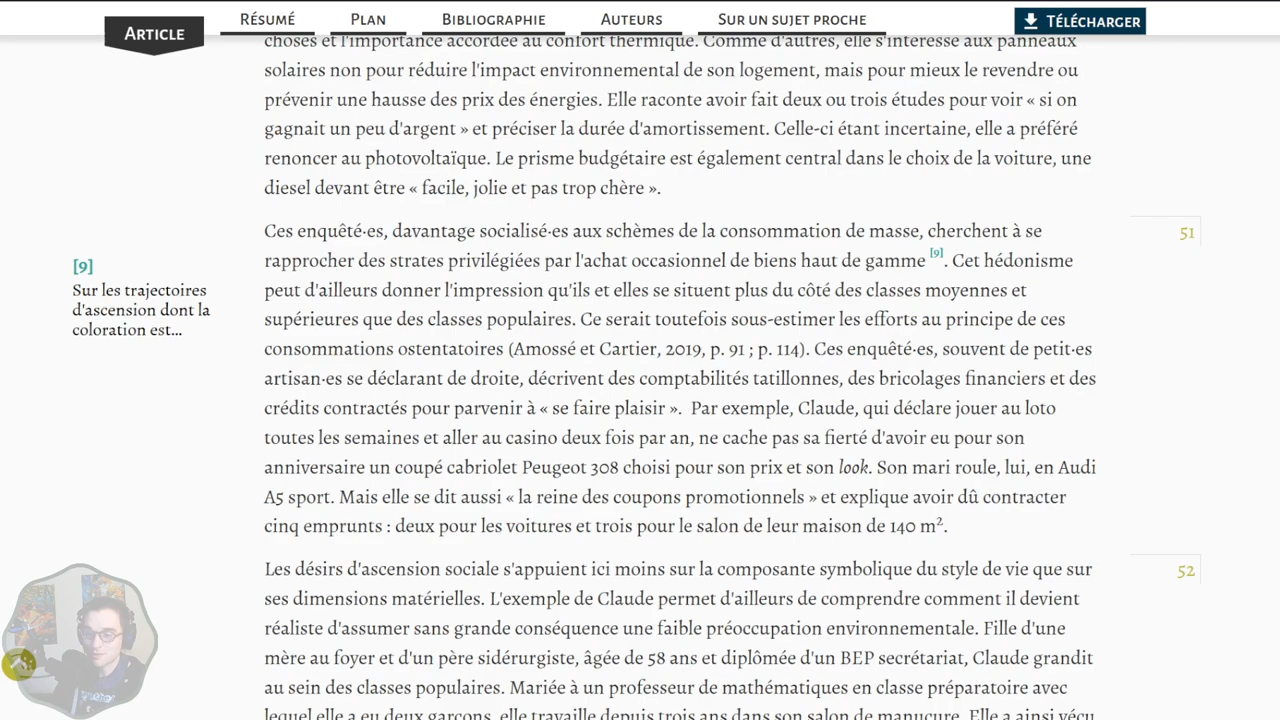 ARTICLE
RÉSUMÉ
PLAN
BIBLIOGRAPHIE
AUTEURS
SUR UN SUJET PROCHE
TÉLÉCHARGER
choses et l'importance accordée au confort thermique. Comme d'autres, elle s'intéresse aux panneaux
solaires non pour réduire l'impact environnemental de son logement, mais pour mieux le revendre ou
prévenir une hausse des prix des énergies. Elle raconte avoir fait deux ou trois études pour voir « si on
gagnait un peu d'argent » et préciser la durée d'amortissement. Celle-ci étant incertaine, elle a préféré
renoncer au photovoltaïque. Le prisme budgétaire est également central dans le choix de la voiture, une
diesel devant être « facile, jolie et pas trop chère ».
Ces enquêté·es, davantage socialisé·es aux schèmes de la consommation de masse, cherchent à se
rapprocher des strates privilégiées par l'achat occasionnel de biens haut de gamme [9]. Cet hédonisme
peut d'ailleurs donner l'impression qu'ils et elles se situent plus du côté des classes moyennes et
supérieures que des classes populaires. Ce serait toutefois sous-estimer les efforts au principe de ces
consommations ostentatoires (Amossé et Cartier, 2019, p. 91 ; p. 114). Ces enquêté·es, souvent de petit·es
artisan·es se déclarant de droite, décrivent des comptabilités tatillonnes, des bricolages financiers et des
crédits contractés pour parvenir à « se faire plaisir ». Par exemple, Claude, qui déclare jouer au loto
toutes les semaines et aller au casino deux fois par an, ne cache pas sa fierté d'avoir eu pour son
anniversaire un coupé cabriolet Peugeot 308 choisi pour son prix et son look. Son mari roule, lui, en Audi
A5 sport. Mais elle se dit aussi « la reine des coupons promotionnels » et explique avoir dû contracter
cinq emprunts : deux pour les voitures et trois pour le salon de leur maison de 140 m².
51
[9]
Sur les trajectoires
d'ascension dont la
coloration est...
Les désirs d'ascension sociale s'appuient ici moins sur la composante symbolique du style de vie que sur
ses dimensions matérielles. L'exemple de Claude permet d'ailleurs de comprendre comment il devient
réaliste d'assumer sans grande conséquence une faible préoccupation environnementale. Fille d'une
mère au foyer et d'un père sidérurgiste, âgée de 58 ans et diplômée d'un BEP secrétariat, Claude grandit
au sein des classes populaires. Mariée à un professeur de mathématiques en classe préparatoire avec
lequel elle a eu deux garçons, elle travaille depuis trois ans dans son salon de manucure. Elle a ainsi vécu
52